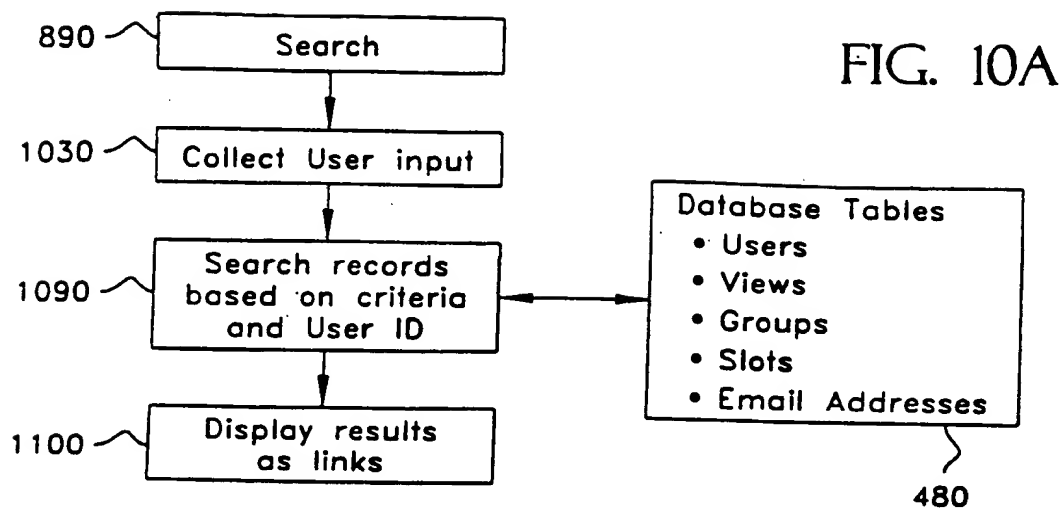 FIG. 10A
890
Search
1030
Collect User input
1090
Search records
based on criteria
and User ID
1100
Display results
as links
Database Tables
• Users
• Views
• Groups
• Slots
• Email Addresses
480